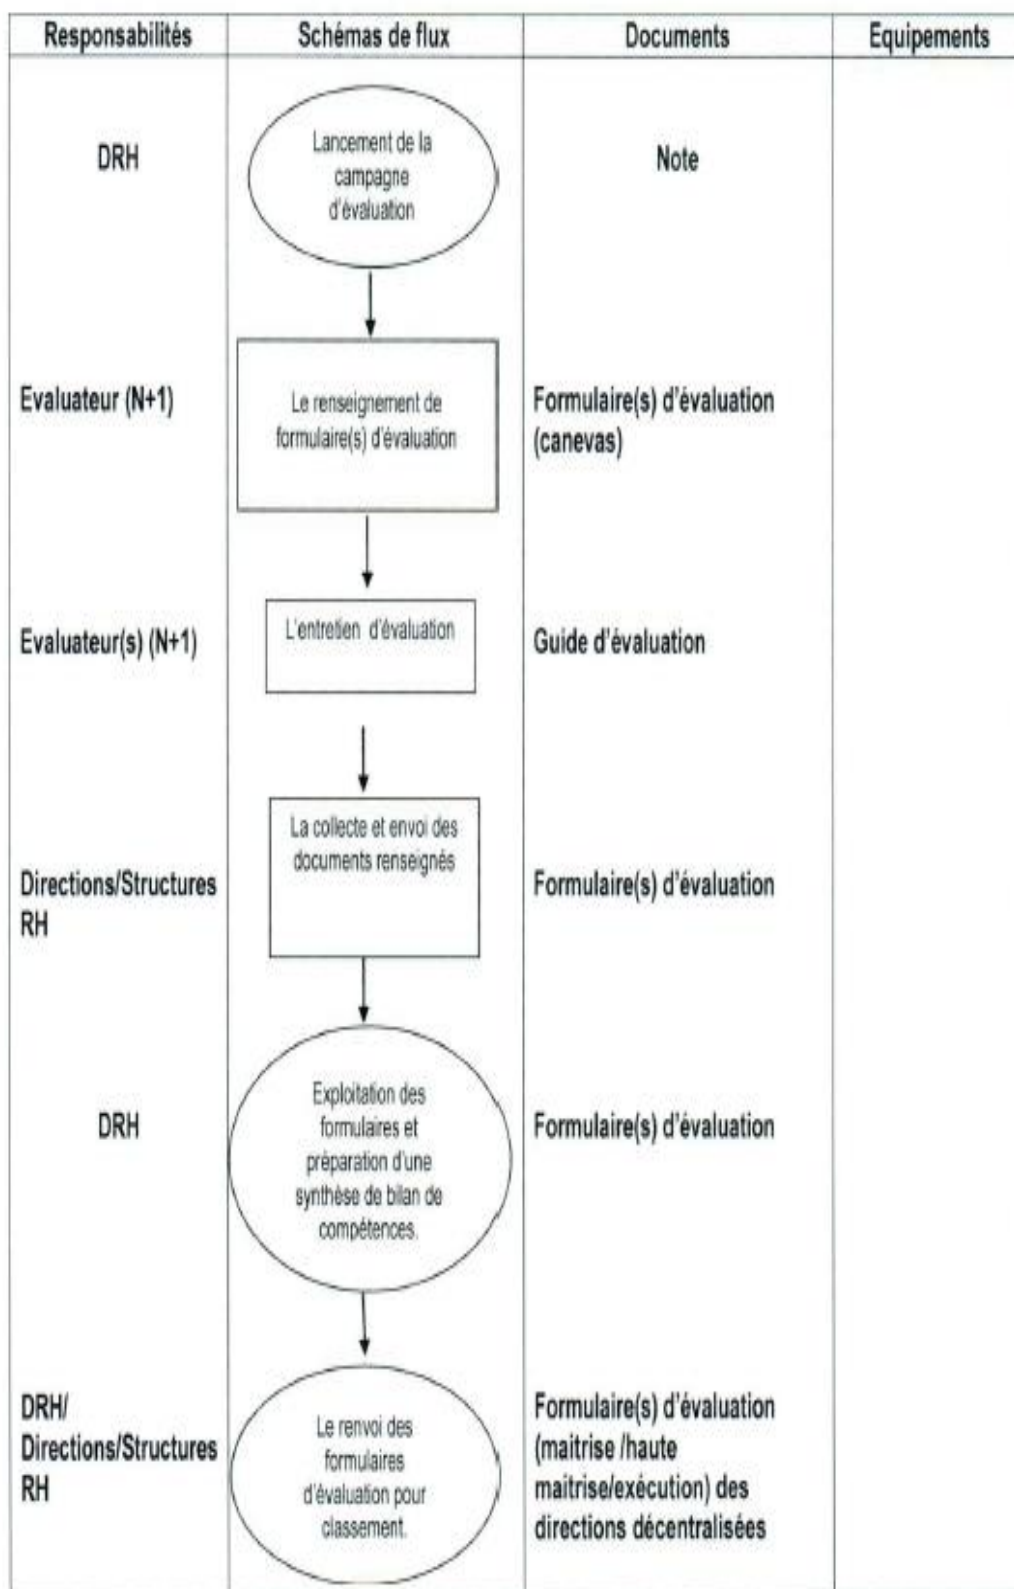 Responsabilités
Schémas de flux
Documents
Equipements
DRH
Lancement de la
campagne
d'évaluation
Note
Evaluateur (N+1)
Le renseignement de
formulaire(s) d'évaluation
Formulaire(s) d'évaluation
(canevas)
Evaluateur(s) (N+1)
L'entretien d'évaluation
Guide d'évaluation
Directions/Structures
RH
La collecte et envoi des
documents renseignés
Formulaire(s) d'évaluation
DRH
Exploitation des
formulaires et
préparation d'une
synthèse de bilan de
compétences.
Formulaire(s) d'évaluation
DRH/
Directions/Structures
RH
Le renvoi des
formulaires
d'évaluation pour
classement.
Formulaire(s) d'évaluation
(maitrise /haute
maitrise/exécution) des
directions décentralisées